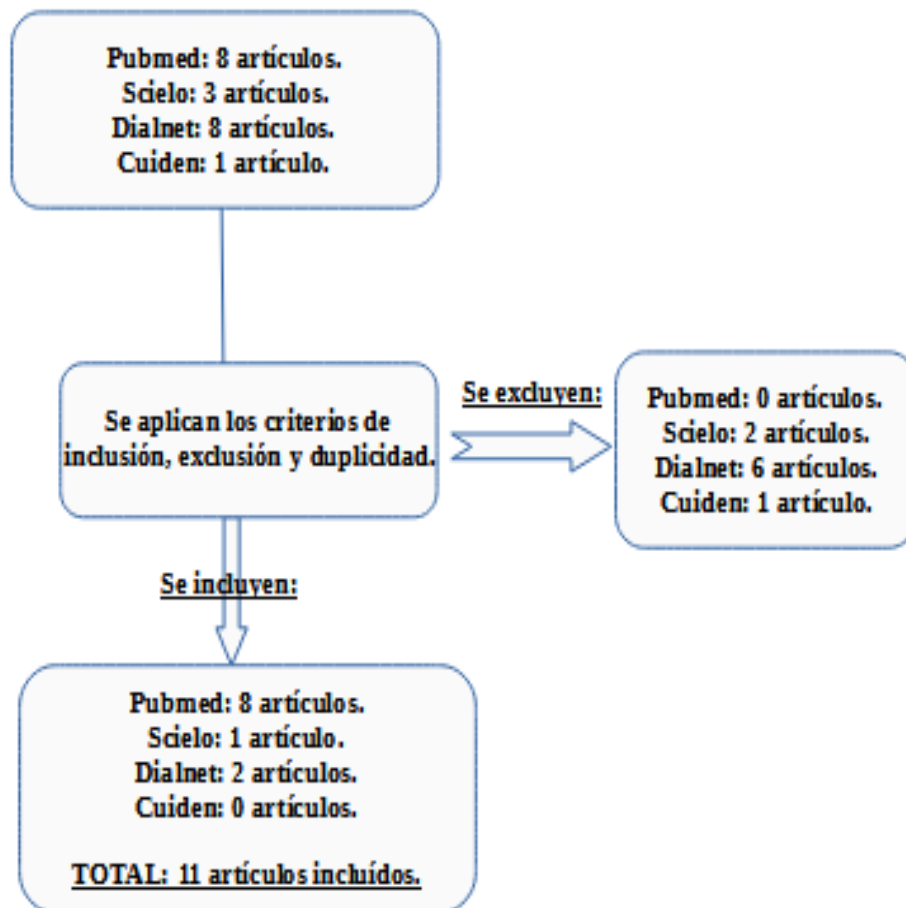 Pubmed: 8 artículos.
Scielo: 3 artículos.
Dialnet: 8 artículos.
Cuiden: 1 artículo.
Se aplican los criterios de
inclusión, exclusión y duplicidad.
Se excluyen:
Pubmed: 0 artículos.
Scielo: 2 artículos.
Dialnet: 6 artículos.
Cuiden: 1 artículo.
Se incluyen:
Pubmed: 8 artículos.
Scielo: 1 artículo.
Dialnet: 2 artículos.
Cuiden: 0 artículos.
TOTAL: 11 artículos incluídos.